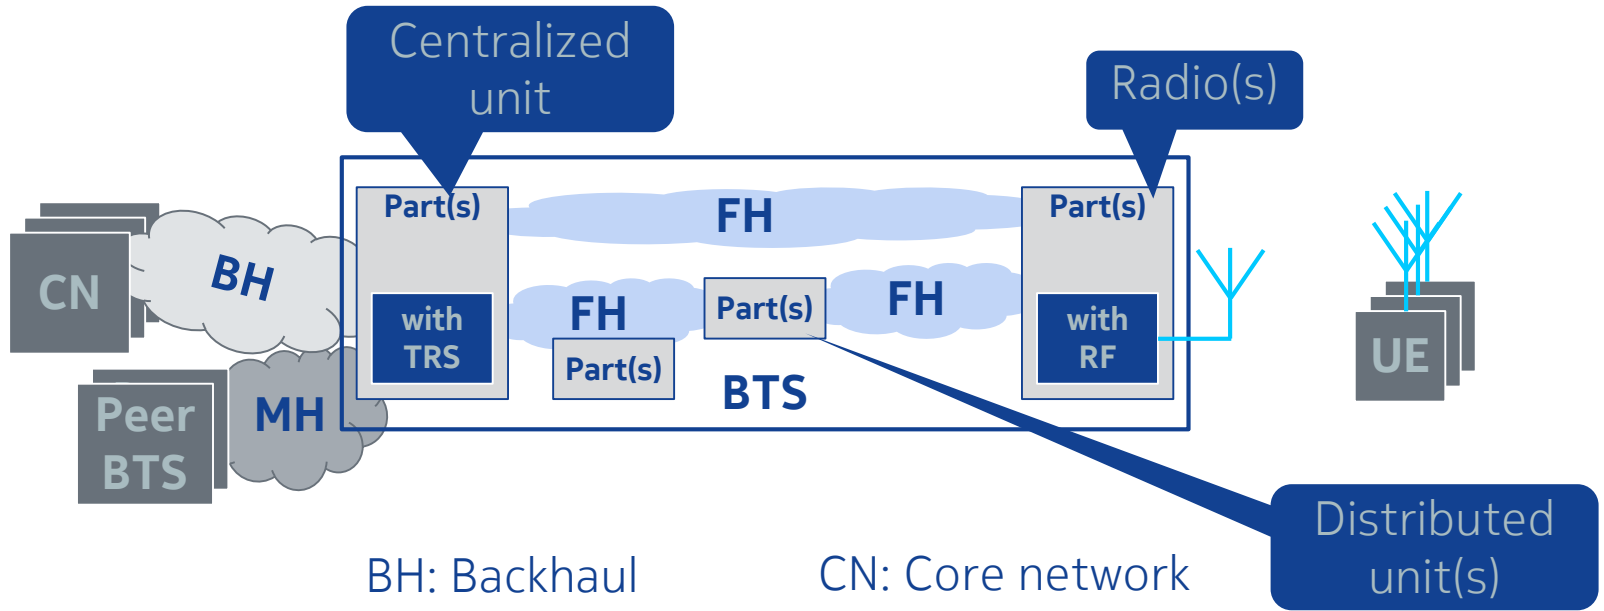 Centralized
unit
Radio(s)
Part(s)
FH
Part(s)
CN
BH
with
TRS
FH
Part(s)
FH
with
RF
UE
Part(s)
BTS
Peer
BTS
MH
Distributed
unit(s)
BH: Backhaul
CN: Core network